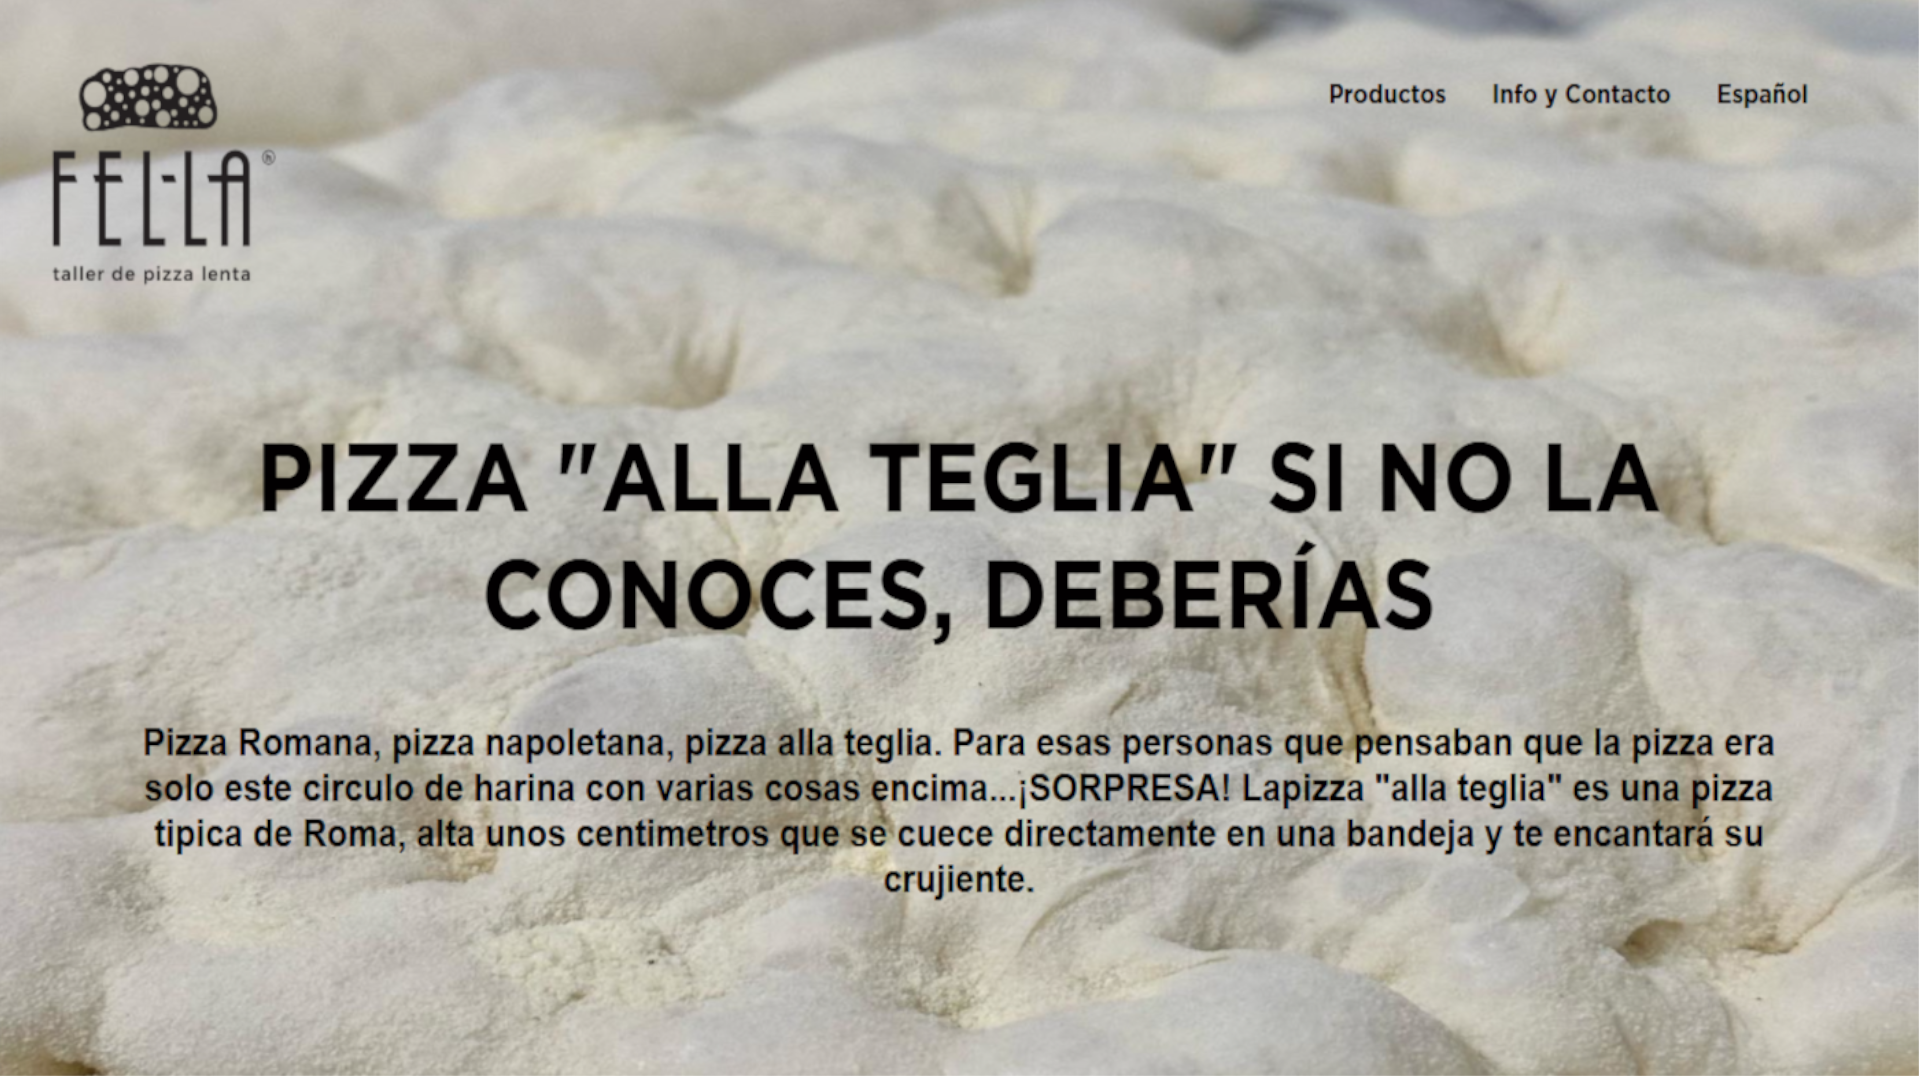 FEL·LA®
taller de pizza lenta
Productos Info y Contacto Español
PIZZA "ALLA TEGLIA" SI NO LA
CONOCES, DEBERÍAS
Pizza Romana, pizza napoletana, pizza alla teglia. Para esas personas que pensaban que la pizza era
solo este circulo de harina con varias cosas encima...¡SORPRESA! Lapizza "alla teglia" es una pizza
tipica de Roma, alta unos centimetros que se cuece directamente en una bandeja y te encantará su
crujiente.